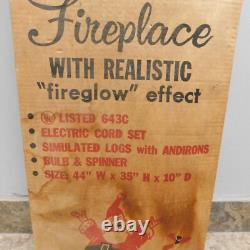 Fireplace
WITH REALISTIC
"fireglow" effect
• UL LISTED 643C
• ELECTRIC CORD SET
• SIMULATED LOGS with ANDIRONS
• BULB & SPINNER
• SIZE: 44" W x 35" H x 10" D